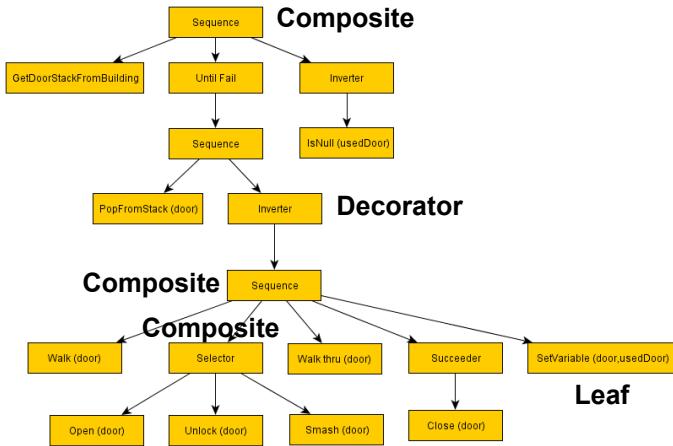 Sequence
Composite
GetDoorStackFromBuilding
Until Fail
Inverter
Sequence
IsNull (usedDoor)
PopFromStack (door)
Inverter
Decorator
Composite
Sequence
Composite
Walk (door)
Selector
Walk thru (door)
Succeeder
SetVariable (door,usedDoor)
Leaf
Open (door)
Unlock (door)
Smash (door)
Close (door)